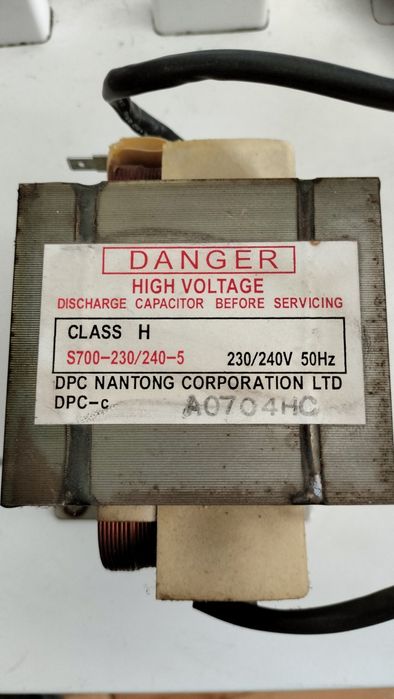 DANGER
HIGH VOLTAGE
DISCHARGE CAPACITOR BEFORE SERVICING
CLASS H
S700-230/240-5 230/240V 50Hz
DPC NANTONG CORPORATION LTD
DPC-c A0704HC